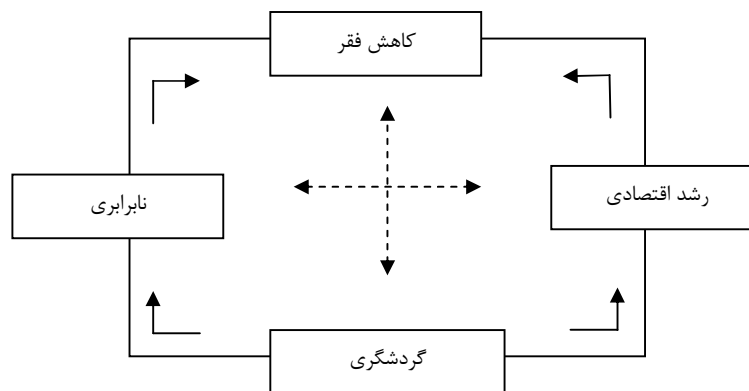 کاهش فقر
رشد اقتصادی
نابرابری
گردشگری